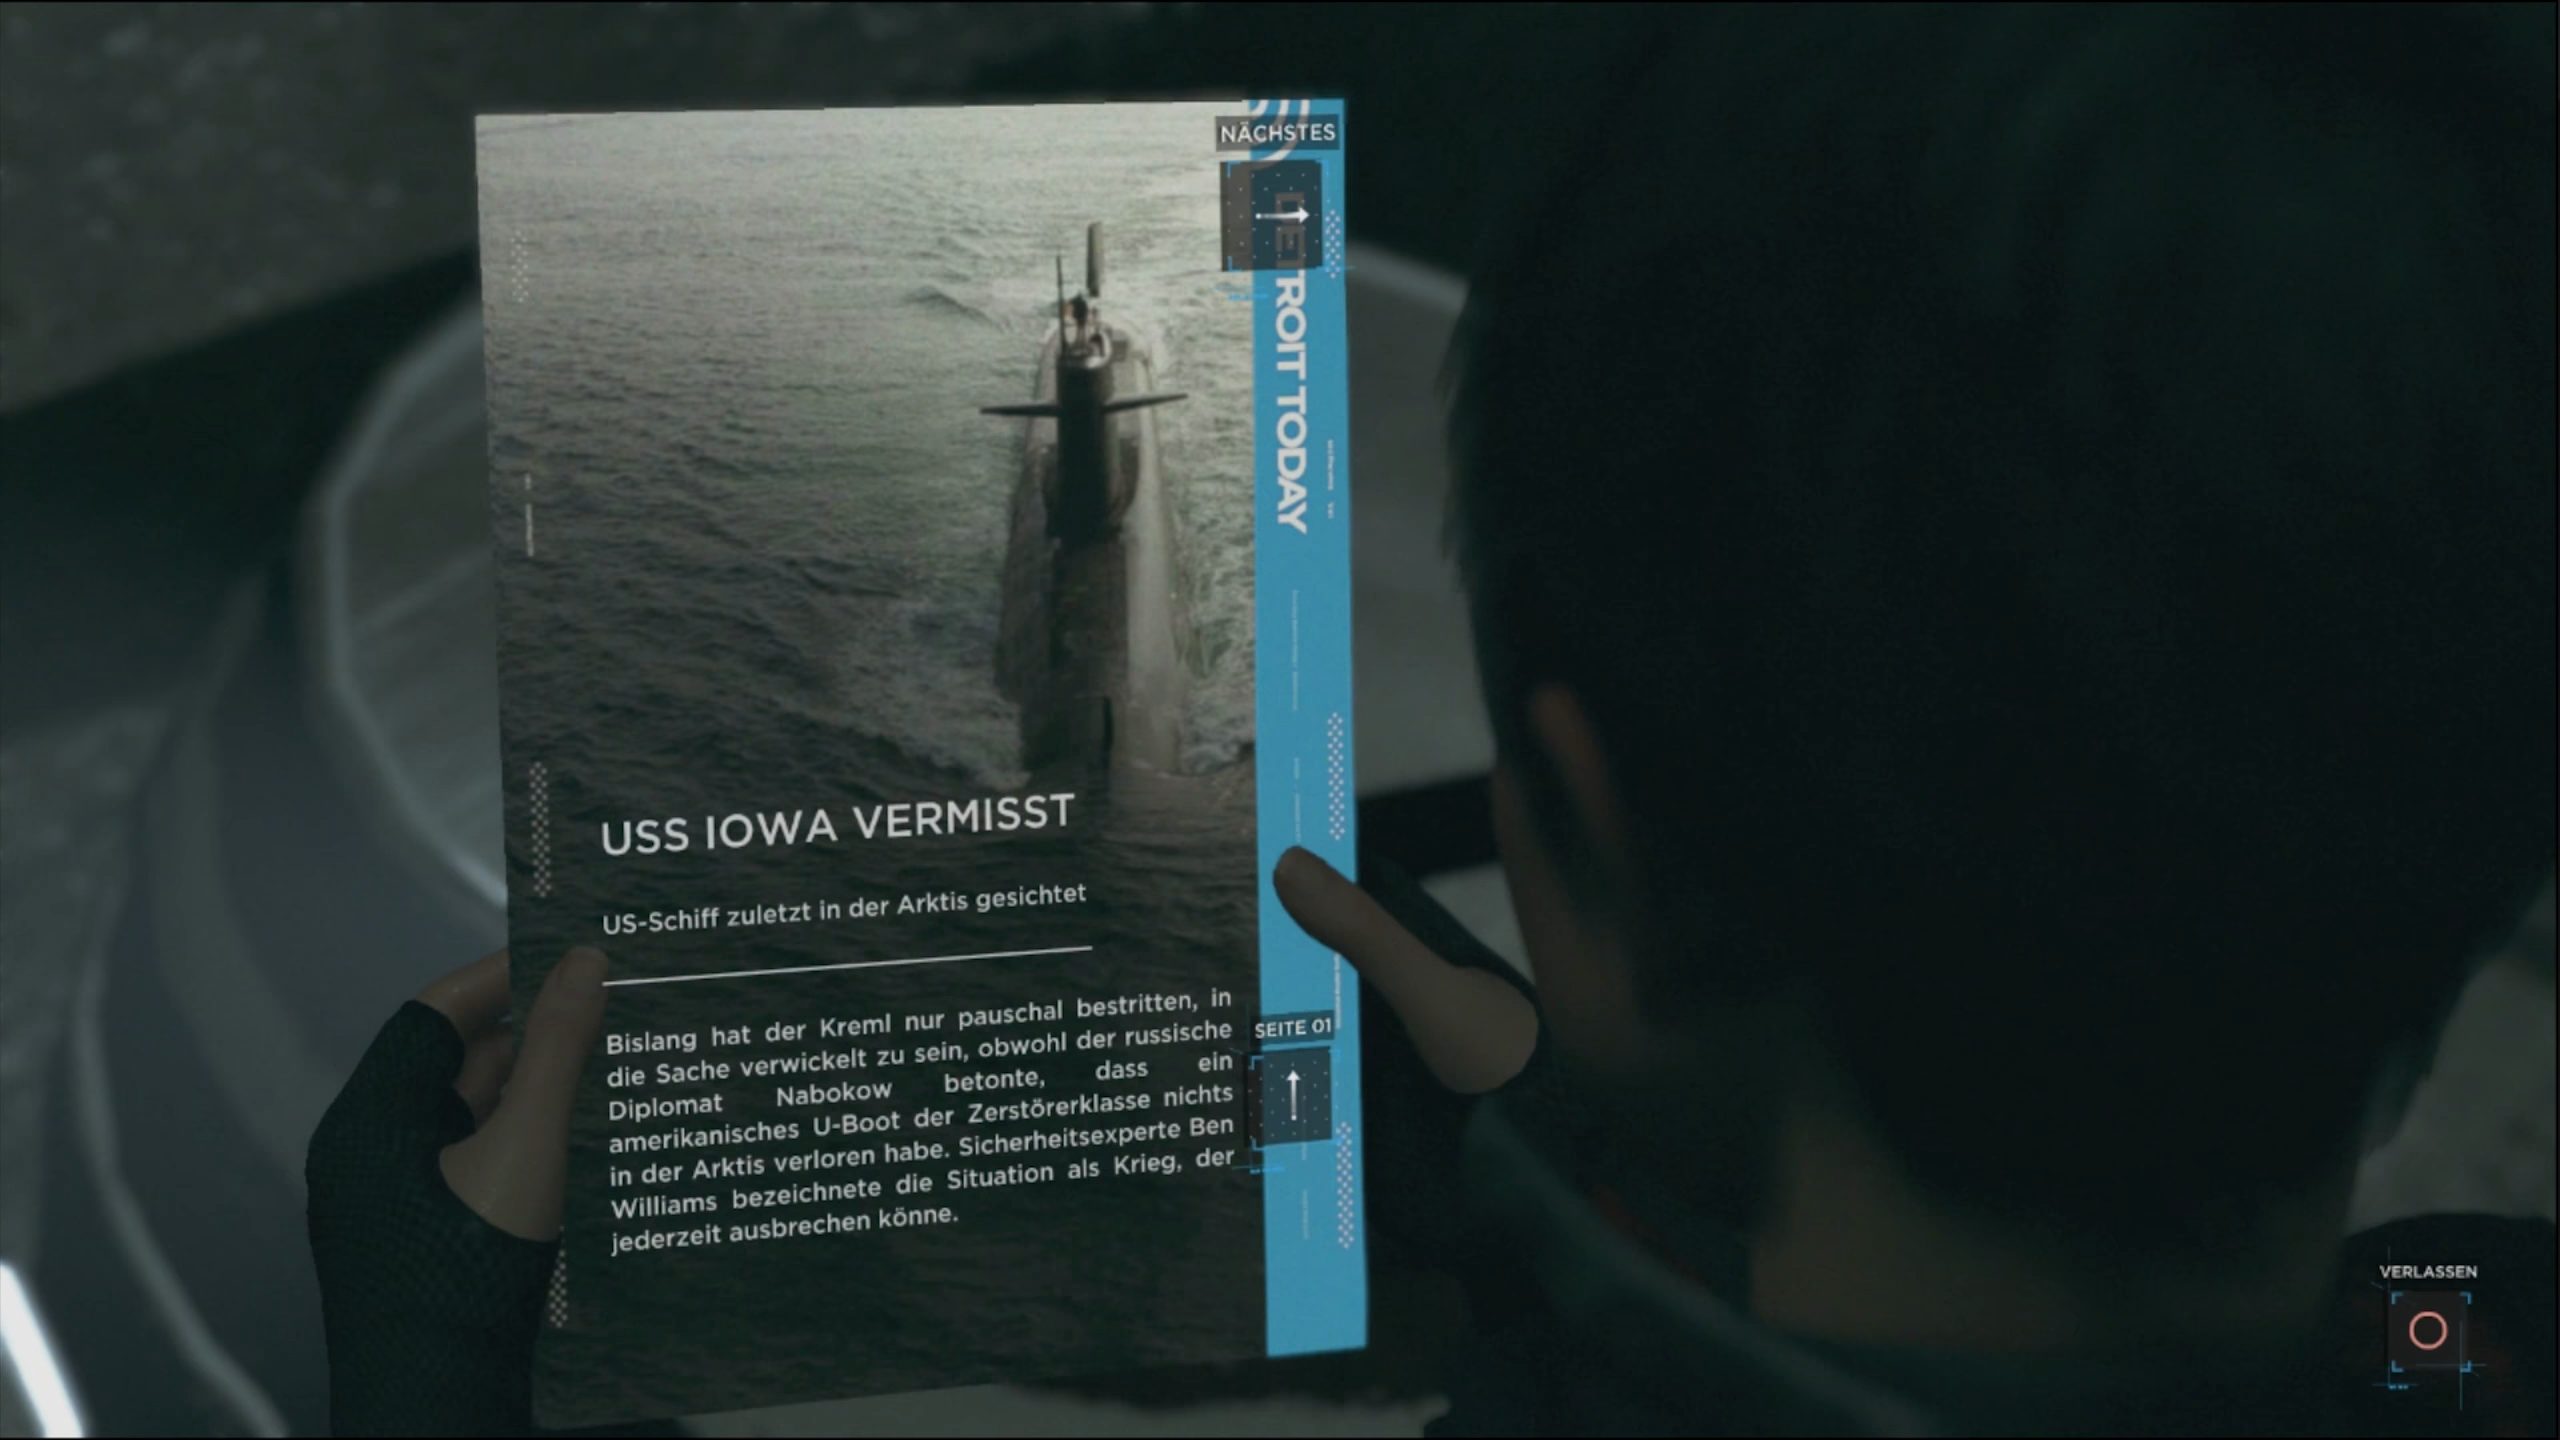 NÄCHSTES
DETROIT TODAY
USS IOWA VERMISST
US-Schiff zuletzt in der Arktis gesichtet
Bislang hat der Kreml nur pauschal bestritten, in
die Sache verwickelt zu sein, obwohl der russische
Diplomat Nabokow betonte, dass ein
amerikanisches U-Boot der Zerstörerklasse nichts
in der Arktis verloren habe. Sicherheitsexperte Ben
Williams bezeichnete die Situation als Krieg, der
jederzeit ausbrechen könne.
SEITE 01
VERLASSEN